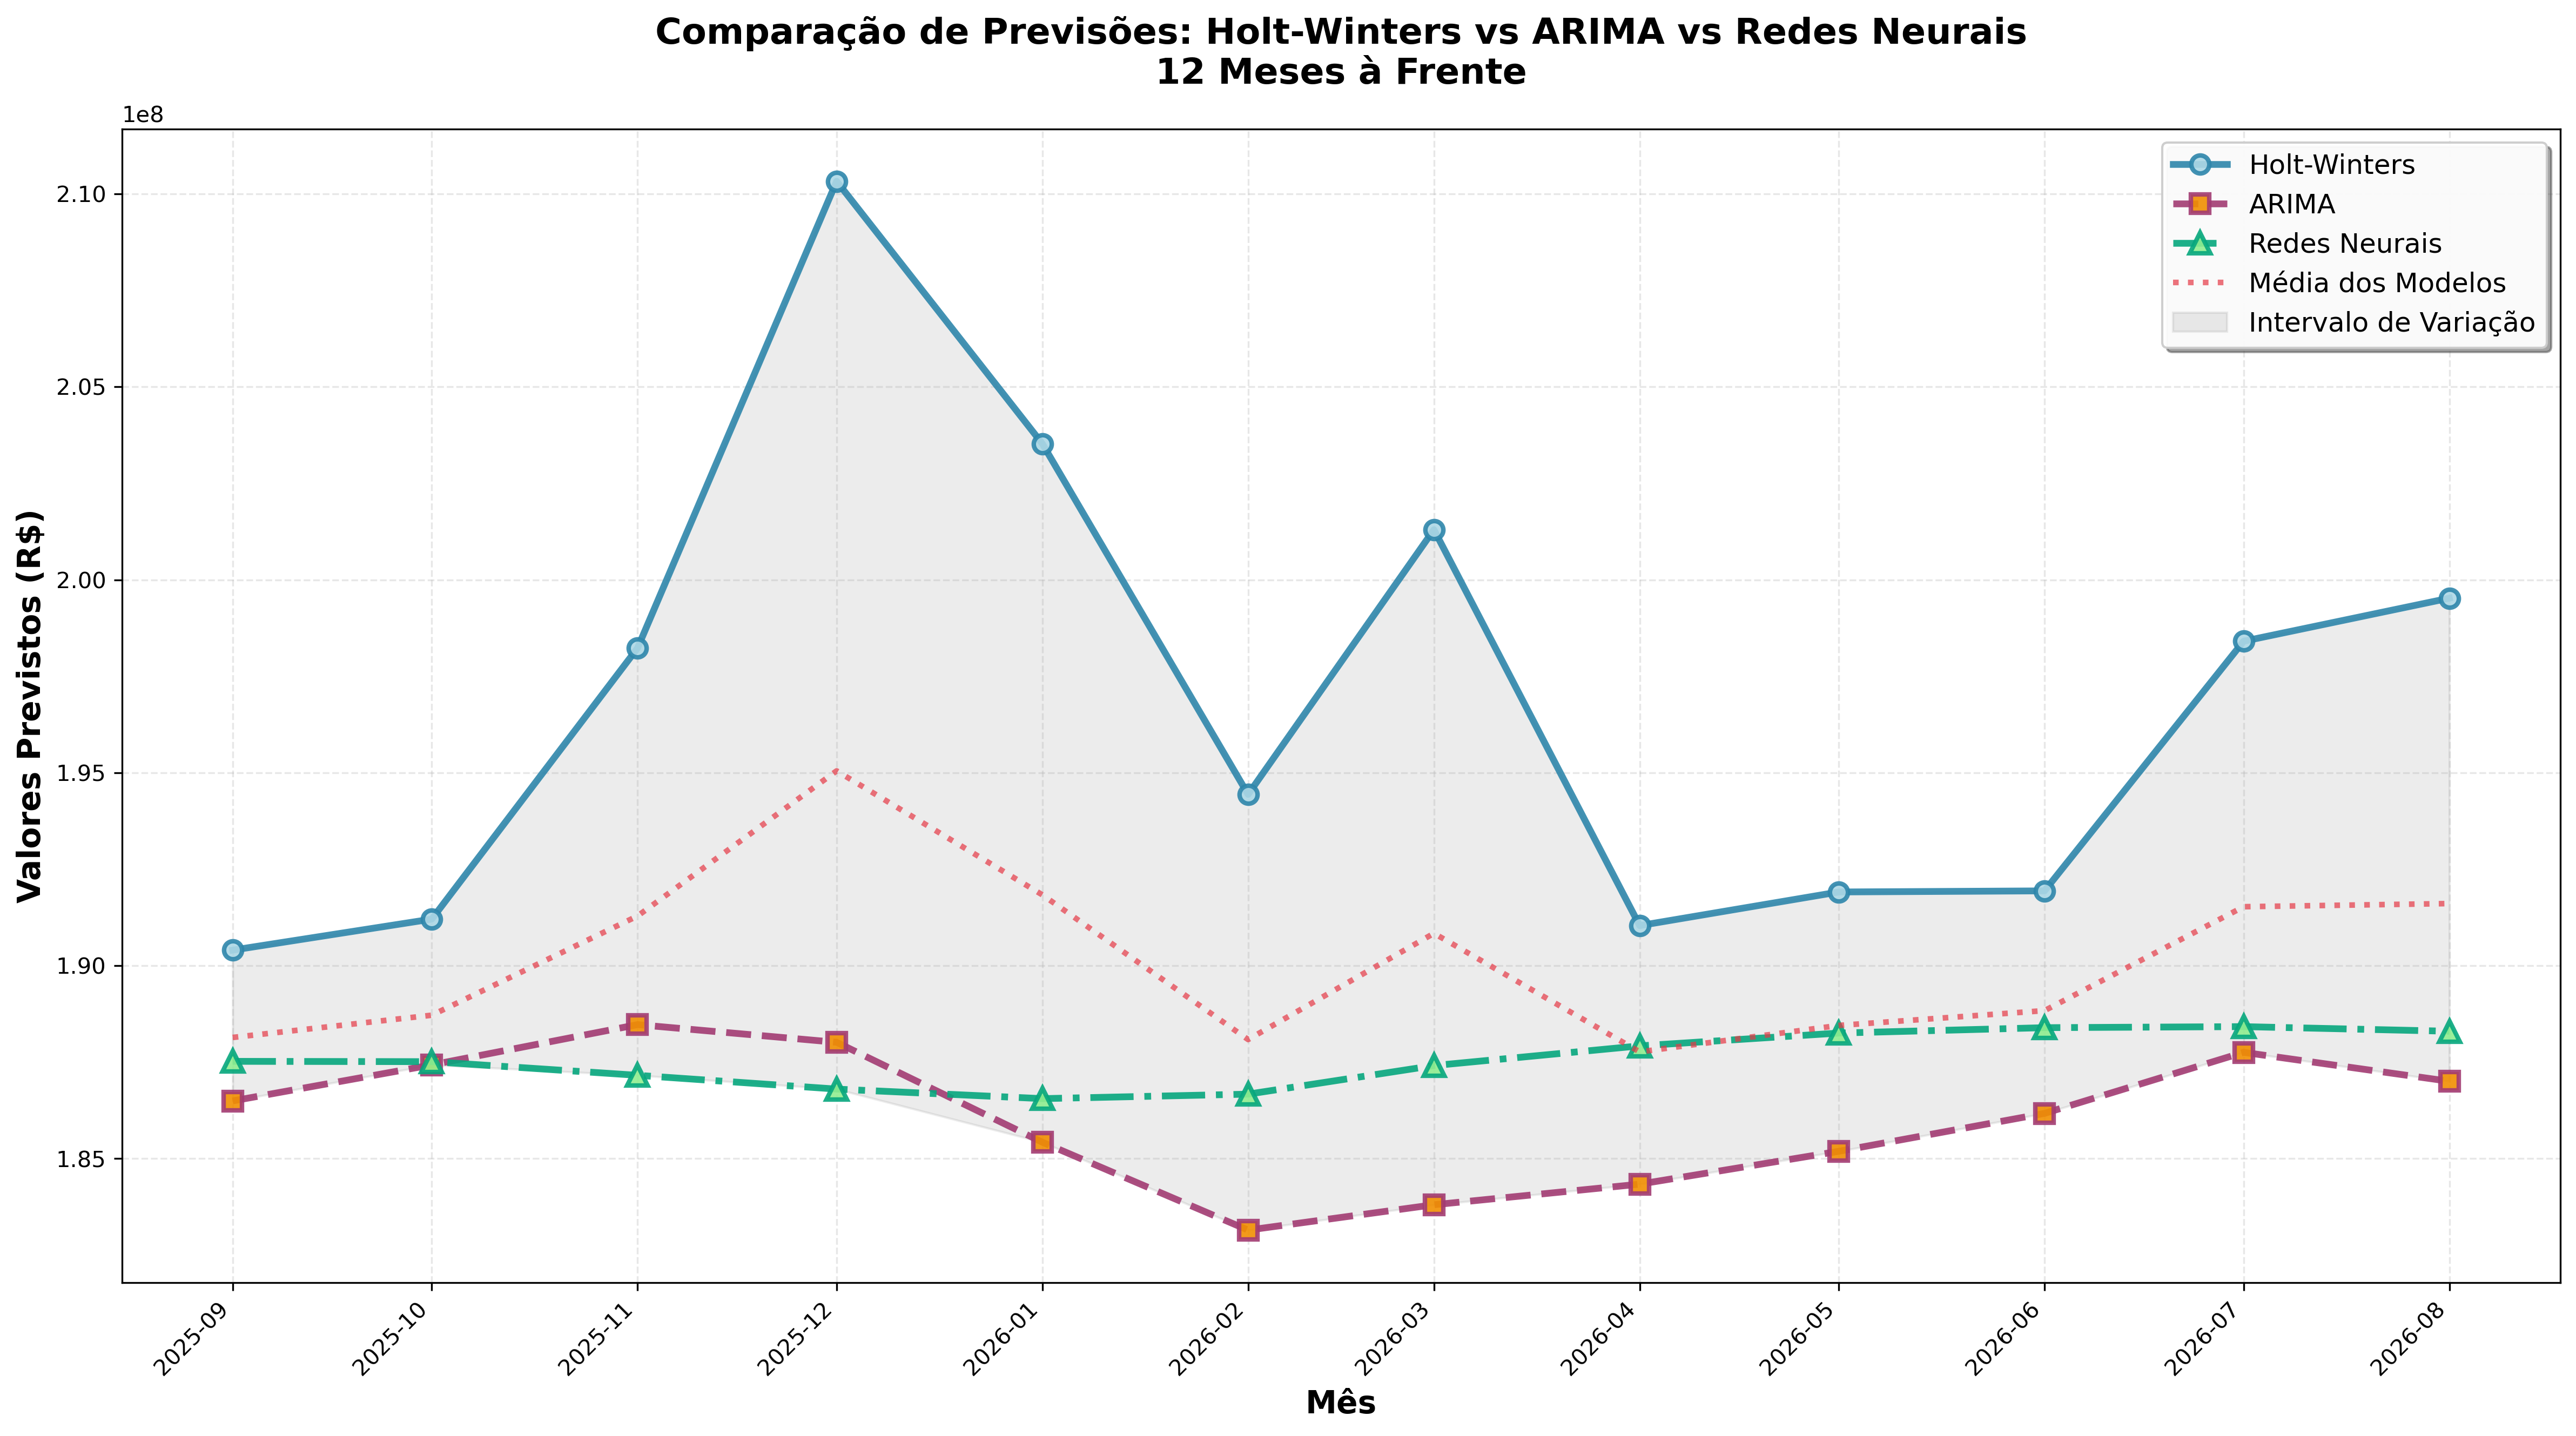 Comparação de Previsões: Holt-Winters vs ARIMA vs Redes Neurais
12 Meses à Frente
1e8
Holt-Winters
ARIMA
Redes Neurais
Média dos Modelos
Intervalo de Variação
Valores Previstos (R$)
2.10
2.05
2.00
1.95
1.90
1.85
2025-09
2025-10
2025-11
2025-12
2026-01
2026-02
2026-03
2026-04
2026-05
2026-06
2026-07
2026-08
Mês